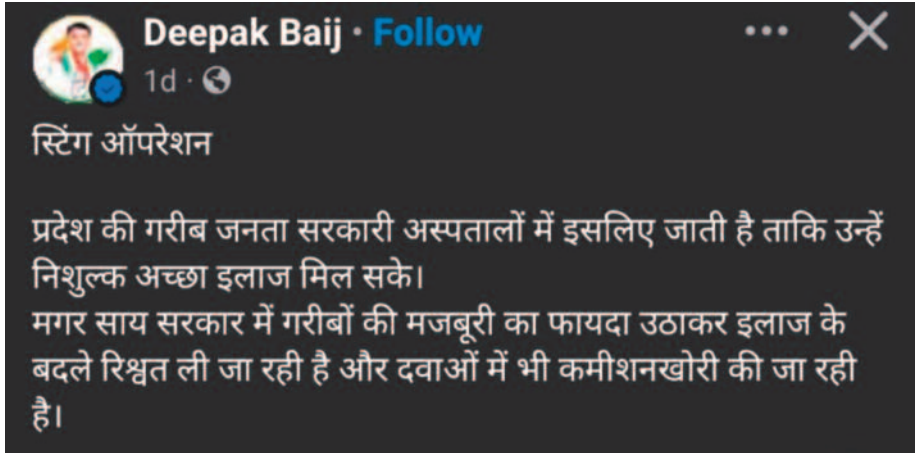 Deepak Baij · Follow
1d ·
स्टिंग ऑपरेशन
प्रदेश की गरीब जनता सरकारी अस्पतालों में इसलिए जाती है ताकि उन्हें
निशुल्क अच्छा इलाज मिल सके।
मगर साय सरकार में गरीबों की मजबूरी का फायदा उठाकर इलाज के
बदले रिश्वत ली जा रही है और दवाओं में भी कमीशनखोरी की जा रही
है।